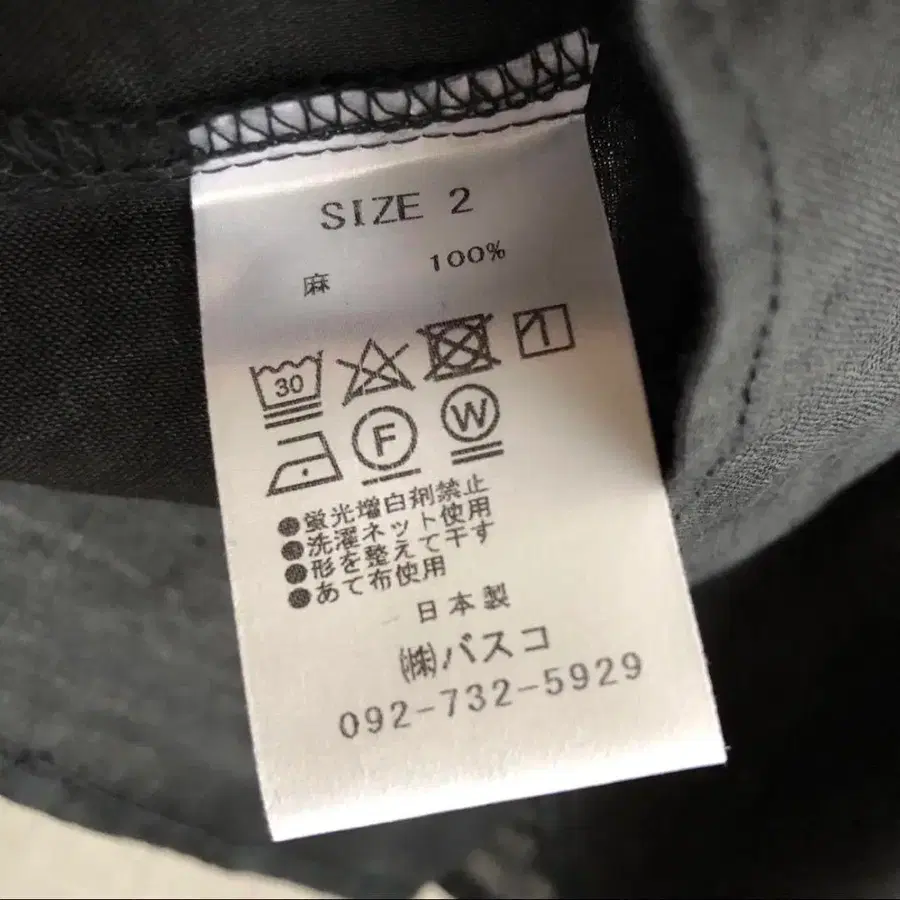 SIZE 2
麻 100%
30
F W
●蛍光増白剤禁止
●洗濯ネット使用
●形を整えて干す
●あて布使用
日本製
㈱バスコ
092-732-5929